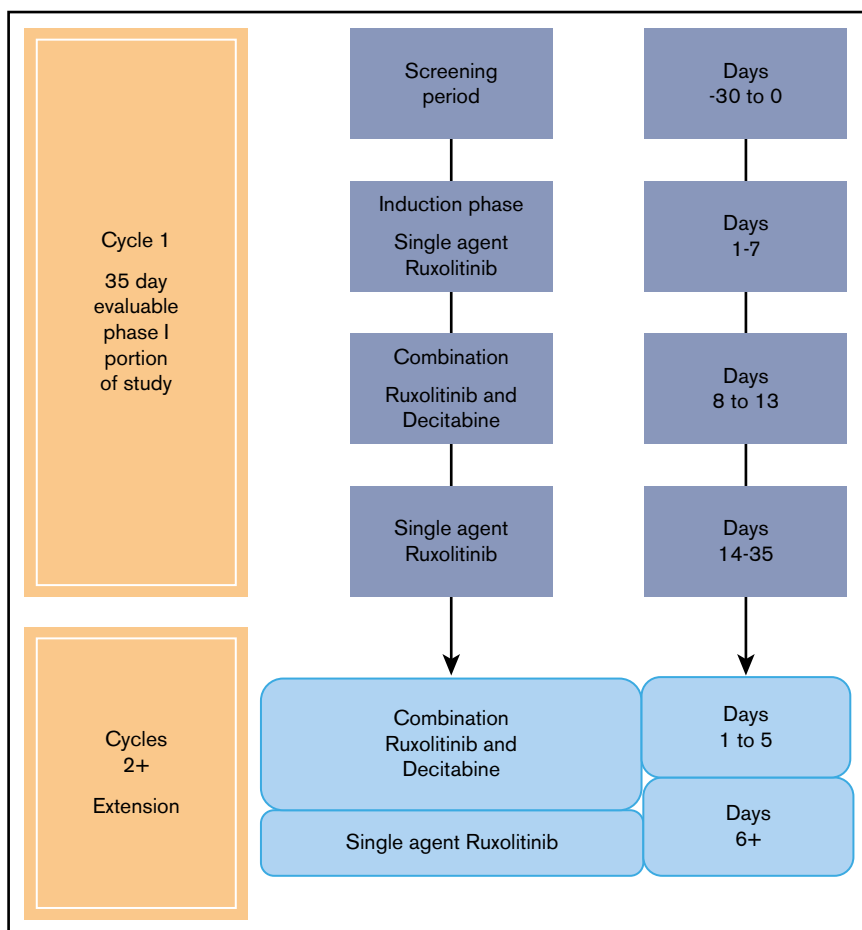 Cycle 1
35 day
evaluable
phase I
portion
of study
Screening
period
Days
-30 to 0
Induction phase
Single agent
Ruxolitinib
Days
1-7
Combination
Ruxolitinib and
Decitabine
Days
8 to 13
Single agent
Ruxolitinib
Days
14-35
Cycles
2+
Extension
Combination
Ruxolitinib and
Decitabine
Days
1 to 5
Single agent Ruxolitinib
Days
6+